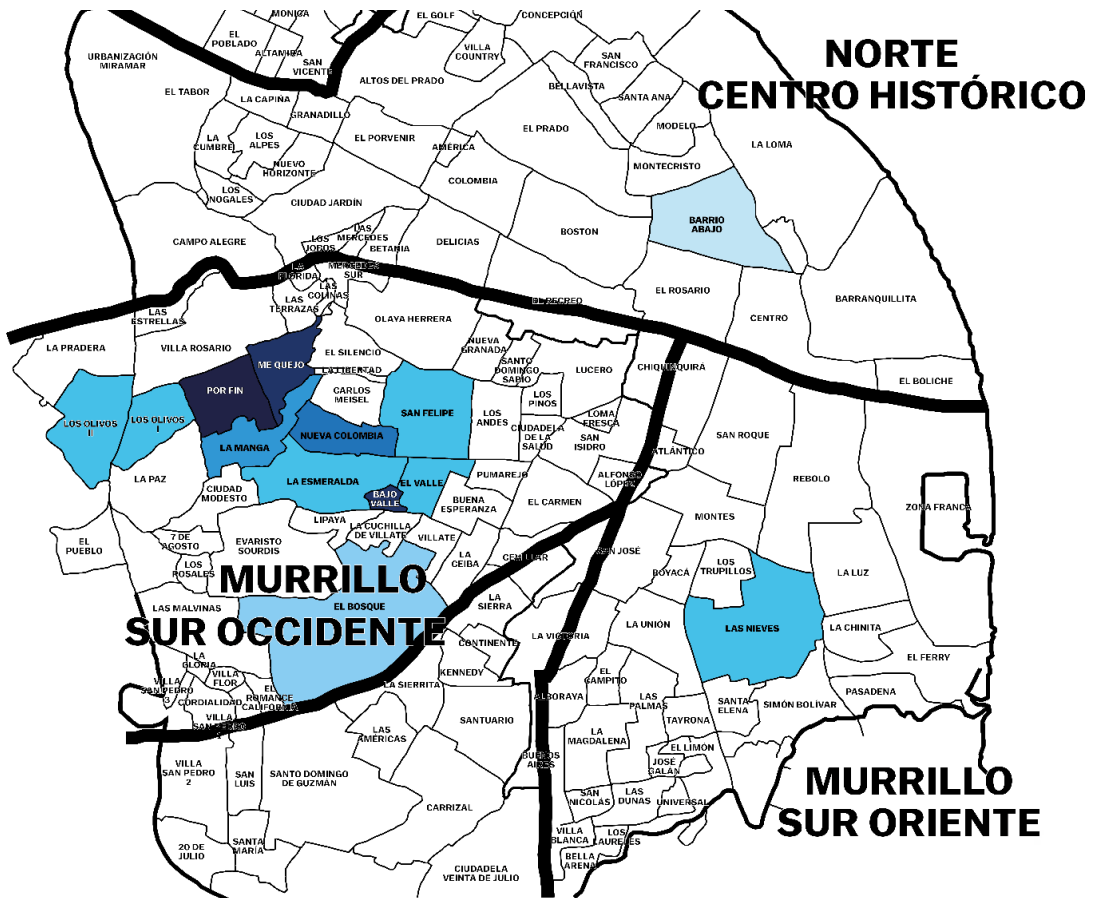 MONICA
EL GOLF
CONCEPCIÓN
EL
POBLADO
ALTAMIRA
SAN
VICENTE
URBANIZACIÓN
MIRAMAR
VILLA
COUNTRY
SAN
FRANCISCO
NORTE
CENTRO HISTÓRICO
EL TABOR
LA CAPIÑA
GRANADILLO
ALTOS DEL PRADO
BELLAVISTA
SANTA ANA
MODELO
LA LOMA
LA
CUMBRE
LOS
ALPES
NUEVO
HORIZONTE
EL PORVENIR
AMÉRICA
EL PRADO
MONTECRISTO
LOS
NOGALES
CIUDAD JARDÍN
COLOMBIA
BARRIO
ABAJO
CAMPO ALEGRE
LOS
JOBOS
LAS
MERCEDES
BETANIA
DELICIAS
BOSTON
LA
FLORIDA
MERCEDES
SUR
LAS
COLINAS
LAS
TERRAZAS
EL RECREO
EL ROSARIO
CENTRO
BARRANQUILLITA
LAS
ESTRELLAS
OLAYA HERRERA
LA PRADERA
VILLA ROSARIO
ME QUEJO
EL SILENCIO
LA LIBERTAD
NUEVA
GRANADA
SANTO
DOMINGO
SAVIO
LUCERO
CHIQUIQUIRÁ
EL BOLICHE
POR FIN
CARLOS
MEISEL
LOS
PINOS
LOS OLIVOS
II
LOS OLIVOS
I
SAN FELIPE
LOS
ANDES
CIUDADELA
DE LA
SALUD
LOMA
FRESCA
SAN
ISIDRO
SAN ROQUE
LA MANGA
NUEVA COLOMBIA
ATLÁNTICO
LA PAZ
CIUDAD
MODESTO
LA ESMERALDA
BAJO
VALLE
EL VALLE
PUMAREJO
BUENA
ESPERANZA
EL CARMEN
ALFONSO
LÓPEZ
REBOLO
ZONA FRANCA
MONTES
EL
PUEBLO
7 DE
AGOSTO
LOS
ROSALES
EVARISTO
SOURDIS
LIPAYA
LA CUCHILLA
DE VILLATE
VILLATE
LA
CEIBA
CEVILLAR
SAN JOSÉ
BOYACÁ
LOS
TRUPILLOS
LA LUZ
MURRILLO
SUR OCCIDENTE
LAS MALVINAS
EL BOSQUE
LA
SIERRA
LA VICTORIA
LA UNIÓN
LAS NIEVES
LA CHINITA
CONTINENTE
EL FERRY
LA
GLORIA
VILLA
FLOR
VILLA
SAN PEDRO
3
CORDIALIDAD
EL
ROMANCE
CALIFORNIA
LA SIERRITA
KENNEDY
ALBORAYA
EL
CAMPITO
LAS
PALMAS
TAYRONA
SANTA
ELENA
SIMÓN BOLÍVAR
PASADENA
SANTUARIO
LAS
AMÉRICAS
BUENOS
AIRES
LA
MAGDALENA
EL LIMÓN
JOSÉ
GALÁN
VILLA
SAN PEDRO
2
SAN
LUIS
SANTO DOMINGO
DE GUZMÁN
CARRIZAL
SAN
NICOLÁS
LAS
DUNAS
UNIVERSAL
MURRILLO
SUR ORIENTE
20 DE
JULIO
SANTA
MARÍA
VILLA
BLANCA
LOS
LAURELES
BELLA
ARENA
CIUDADELA
VEINTA DE JULIO